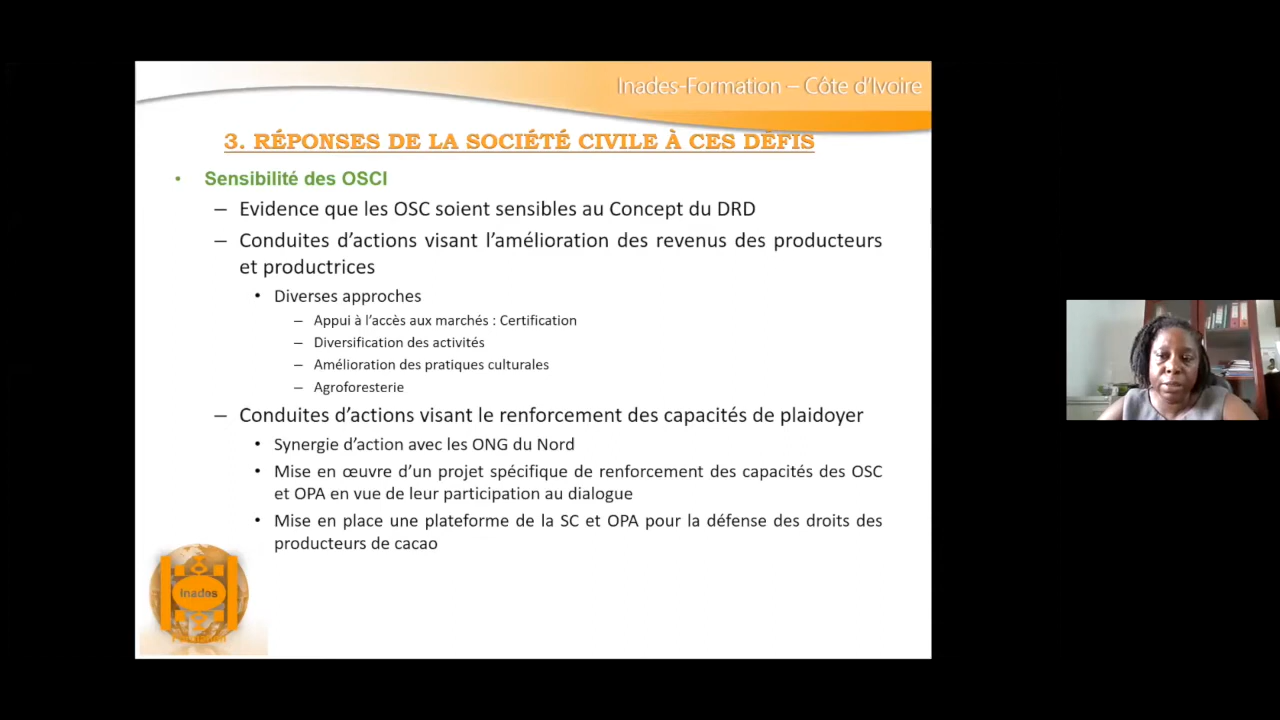 Inades-Formation – Côte d'Ivoire
3. RÉPONSES DE LA SOCIÉTÉ CIVILE À CES DÉFIS
• Sensibilité des OSCI
– Evidence que les OSC soient sensibles au Concept du DRD
– Conduites d'actions visant l'amélioration des revenus des producteurs
et productrices
• Diverses approches
– Appui à l'accès aux marchés : Certification
– Diversification des activités
– Amélioration des pratiques culturales
– Agroforesterie
– Conduites d'actions visant le renforcement des capacités de plaidoyer
• Synergie d'action avec les ONG du Nord
• Mise en œuvre d'un projet spécifique de renforcement des capacités des OSC
et OPA en vue de leur participation au dialogue
• Mise en place une plateforme de la SC et OPA pour la défense des droits des
producteurs de cacao
Inades